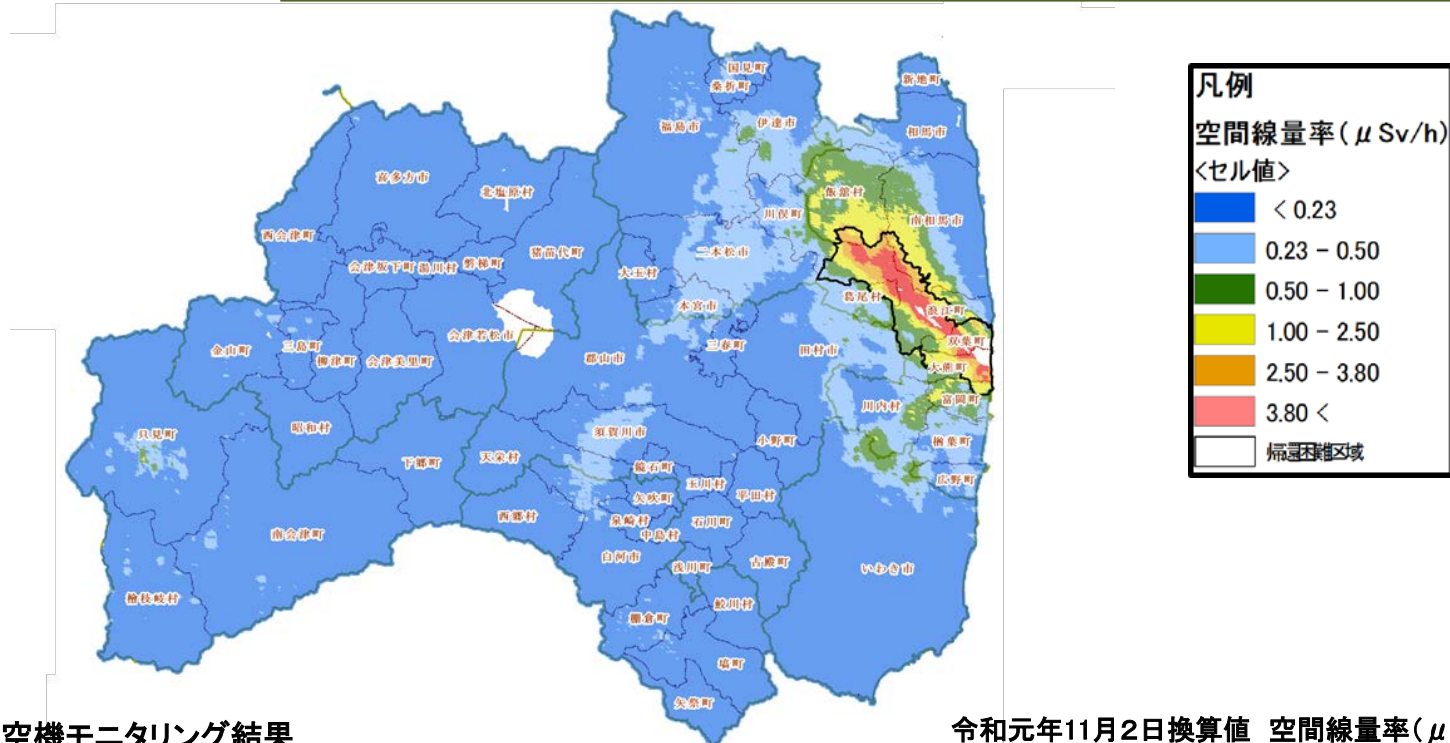 国見町
桑折町
新地町
福島市
伊達市
相馬市
喜多方市
北塩原村
川俣町
飯舘村
南相馬市
西会津町
猪苗代町
会津坂下町
湯川村
磐梯町
大玉村
二本松市
本宮市
葛尾村
浪江町
双葉町
大熊町
会津若松市
金山町
三島町
柳津町
会津美里町
郡山市
三春町
田村市
富岡町
川内村
楢葉町
広野町
只見町
昭和村
下郷町
天栄村
須賀川市
小野町
鏡石町
玉川村
平田村
矢吹町
西郷村
泉崎村
中島村
石川町
南会津町
白河市
浅川町
古殿町
いわき市
檜枝岐村
鮫川村
棚倉町
塙町
矢祭町
凡例
空間線量率(μSv/h)
<セル値>
< 0.23
0.23 - 0.50
0.50 - 1.00
1.00 - 2.50
2.50 - 3.80
3.80 <
帰還困難区域
空機モニタリング結果
令和元年11月2日換算値 空間線量率(μ